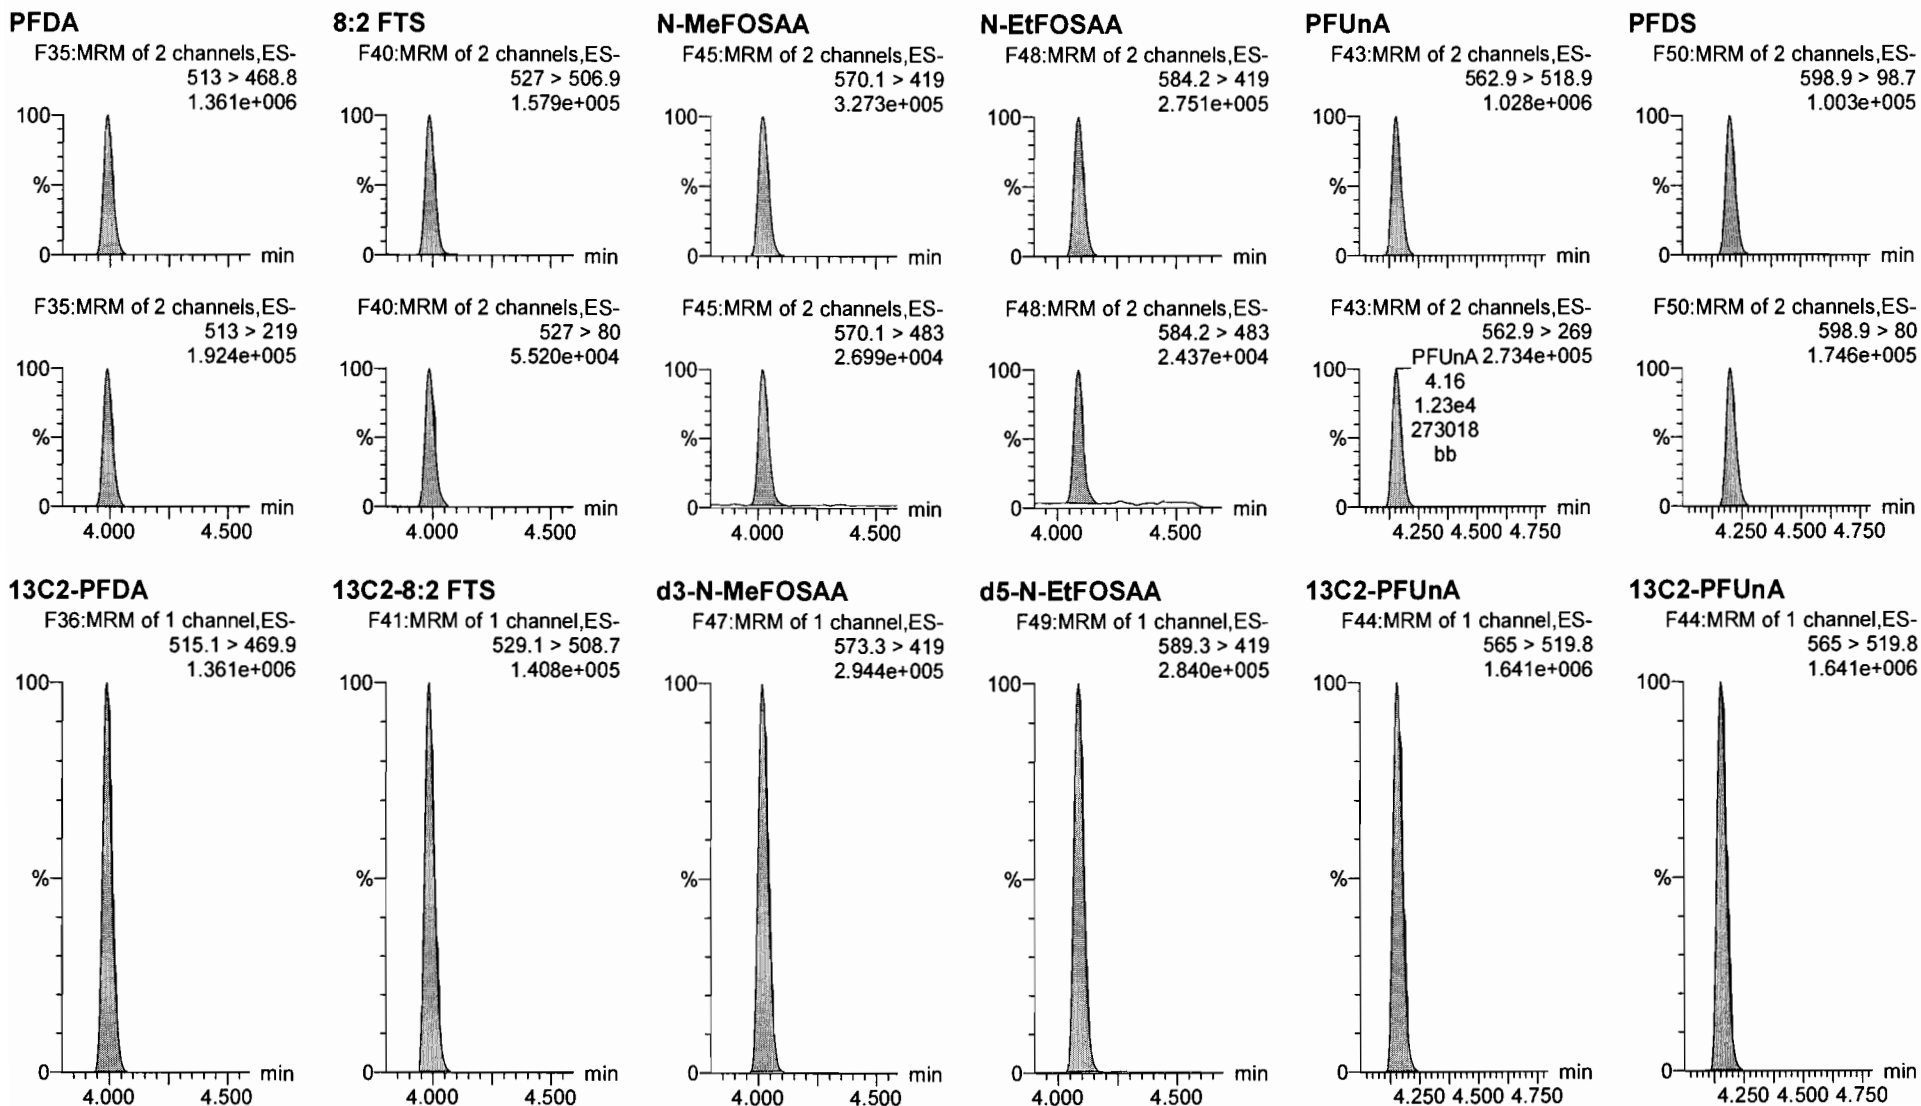 PFDA
F35:MRM of 2 channels,ES-
513 > 468.8
1.361e+006
100
%
0
min
8:2 FTS
F40:MRM of 2 channels,ES-
527 > 506.9
1.579e+005
100
%
0
min
N-MeFOSAA
F45:MRM of 2 channels,ES-
570.1 > 419
3.273e+005
100
%
0
min
N-EtFOSAA
F48:MRM of 2 channels,ES-
584.2 > 419
2.751e+005
100
%
0
min
PFUnA
F43:MRM of 2 channels,ES-
562.9 > 518.9
1.028e+006
100
%
0
min
PFDS
F50:MRM of 2 channels,ES-
598.9 > 98.7
1.003e+005
100
%
0
min
F35:MRM of 2 channels,ES-
513 > 219
1.924e+005
100
%
0
min
4.000 4.500
F40:MRM of 2 channels,ES-
527 > 80
5.520e+004
100
%
0
min
4.000 4.500
F45:MRM of 2 channels,ES-
570.1 > 483
2.699e+004
100
%
0
min
4.000 4.500
F48:MRM of 2 channels,ES-
584.2 > 483
2.437e+004
100
%
0
min
4.000 4.500
F43:MRM of 2 channels,ES-
562.9 > 269
PFUnA 2.734e+005
4.16
1.23e4
273018
bb
100
%
0
min
4.250 4.500 4.750
F50:MRM of 2 channels,ES-
598.9 > 80
1.746e+005
100
%
0
min
4.250 4.500 4.750
13C2-PFDA
F36:MRM of 1 channel,ES-
515.1 > 469.9
1.361e+006
100
%
0
min
4.000 4.500
13C2-8:2 FTS
F41:MRM of 1 channel,ES-
529.1 > 508.7
1.408e+005
100
%
0
min
4.000 4.500
d3-N-MeFOSAA
F47:MRM of 1 channel,ES-
573.3 > 419
2.944e+005
100
%
0
min
4.000 4.500
d5-N-EtFOSAA
F49:MRM of 1 channel,ES-
589.3 > 419
2.840e+005
100
%
0
min
4.000 4.500
13C2-PFUnA
F44:MRM of 1 channel,ES-
565 > 519.8
1.641e+006
100
%
0
min
4.250 4.500 4.750
13C2-PFUnA
F44:MRM of 1 channel,ES-
565 > 519.8
1.641e+006
100
%
0
min
4.250 4.500 4.750